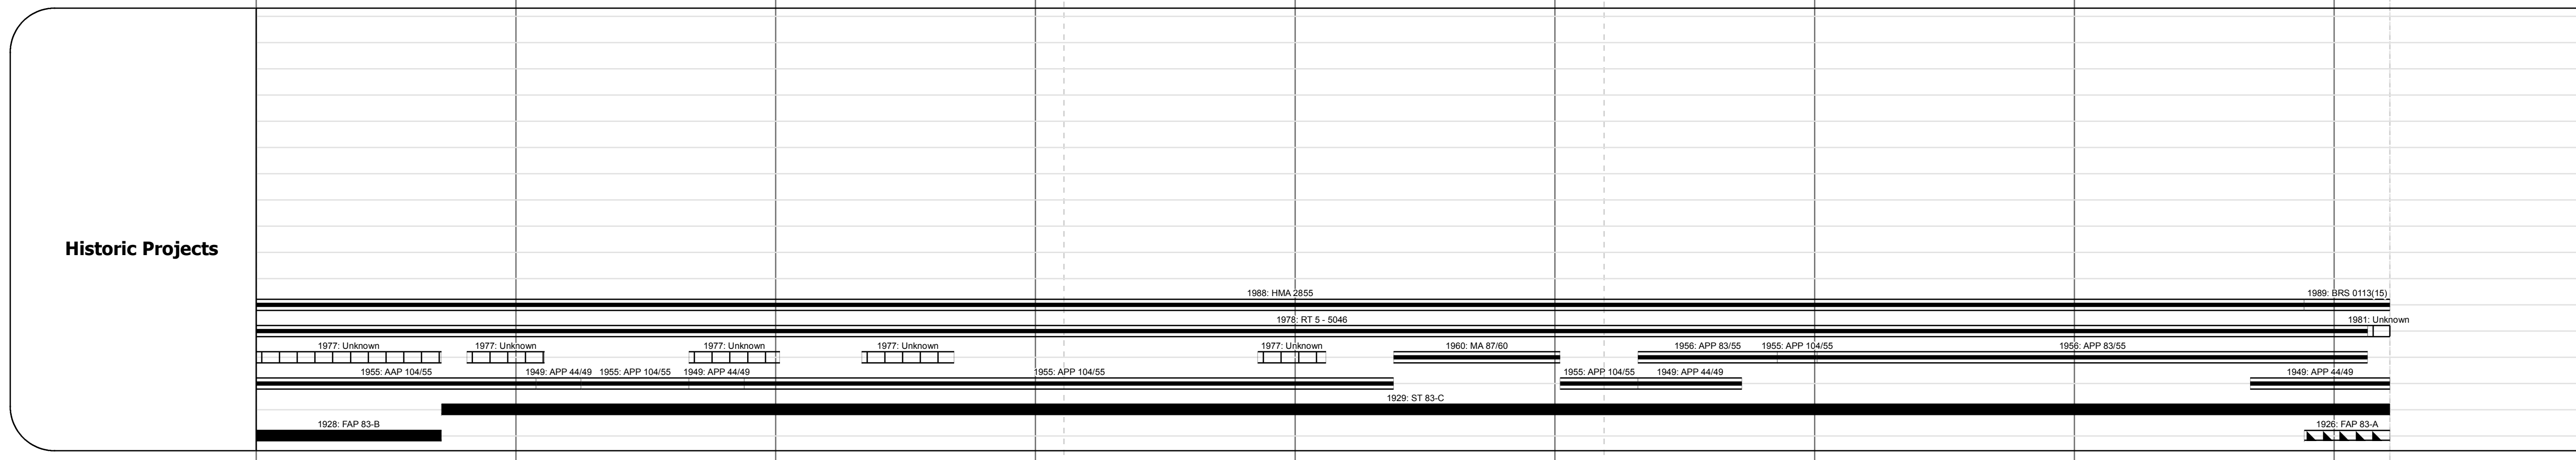 Historic Projects
1988: HMA 2855 1989: BRS 0113(15)
1978: RT 5 - 5046 1981: Unknown
1977: Unknown 1977: Unknown 1977: Unknown 1977: Unknown 1977: Unknown 1960: MA 87/60 1956: APP 83/55 1955: APP 104/55 1956: APP 83/55
1955: AAP 104/55 1949: APP 44/49 1955: APP 104/55 1949: APP 44/49 1955: APP 104/55 1955: APP 104/55 1949: APP 44/49 1949: APP 44/49
1929: ST 83-C
1928: FAP 83-B 1926: FAP 83-A